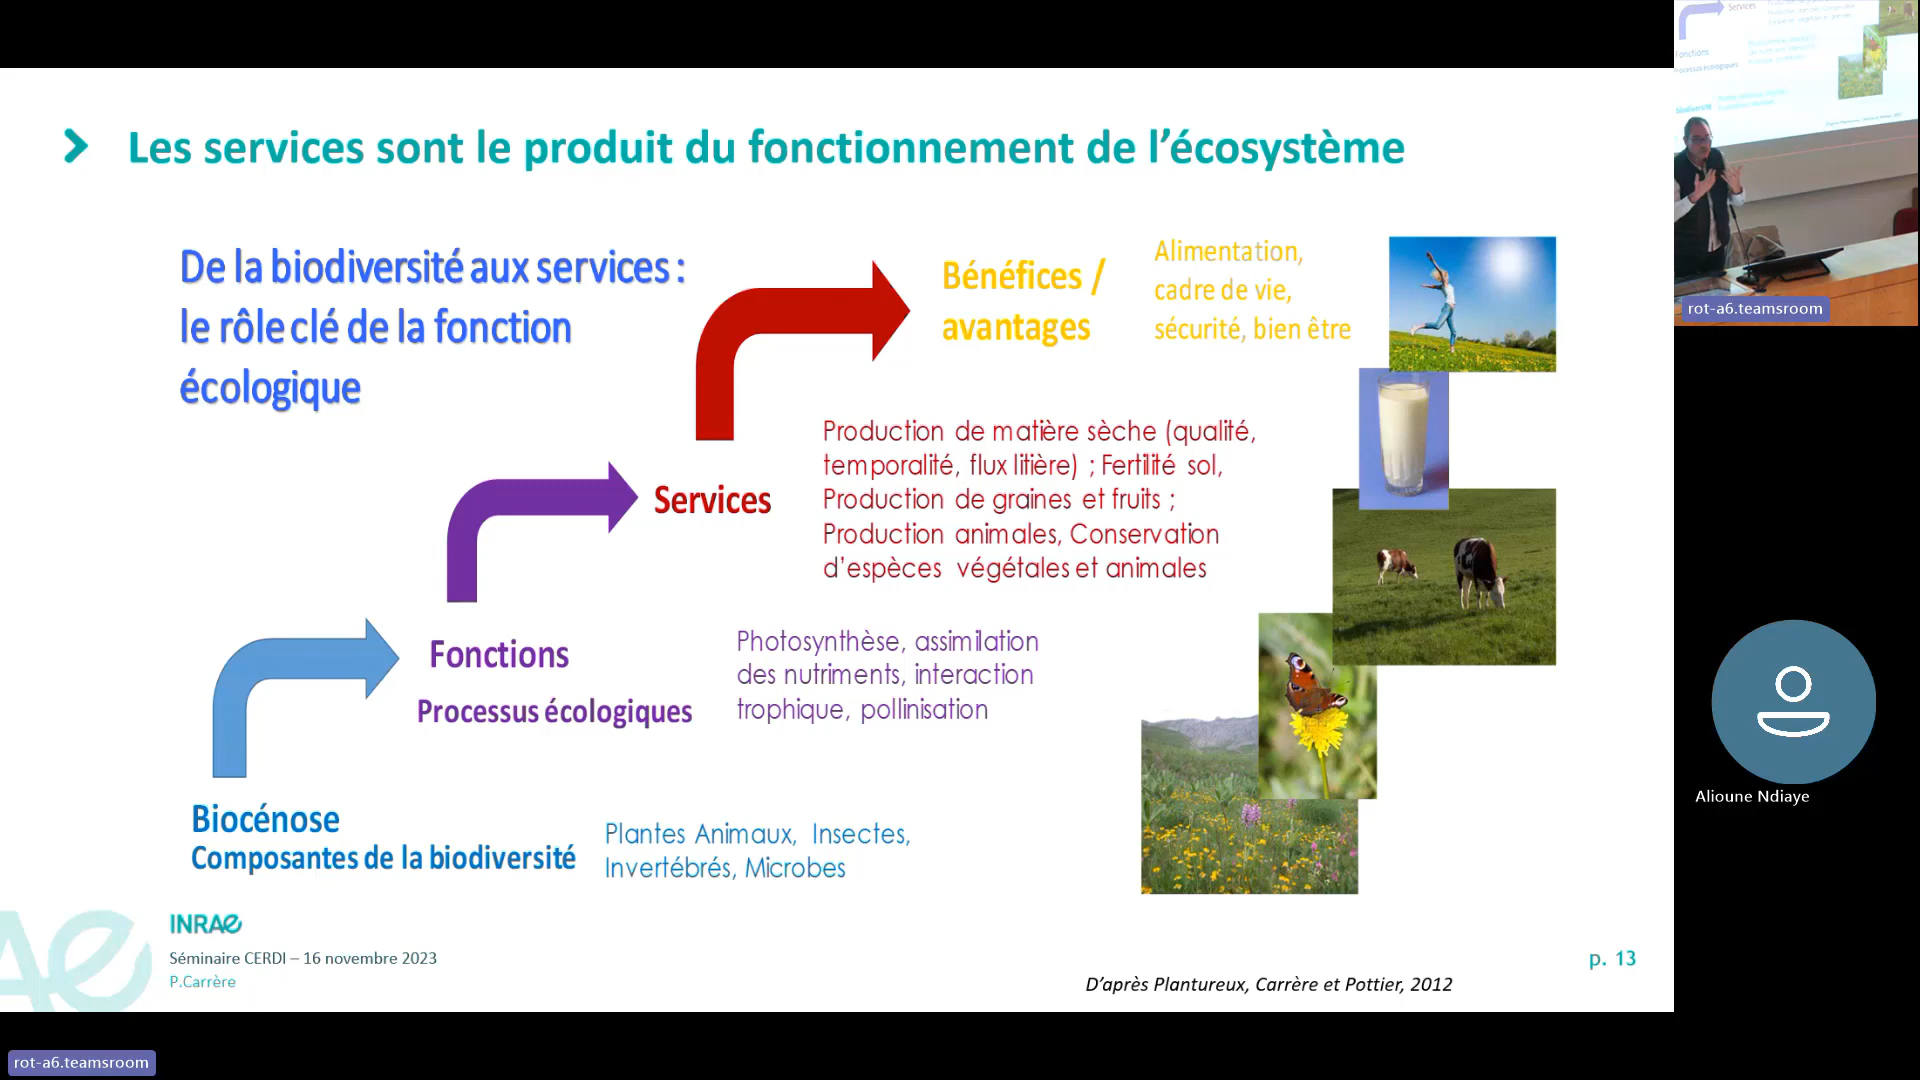 Les services sont le produit du fonctionnement de l'écosystème
De la biodiversité aux services :
le rôle clé de la fonction
écologique
Bénéfices /
avantages
Alimentation,
cadre de vie,
sécurité, bien être
Services
Production de matière sèche (qualité,
temporalité, flux litière) ; Fertilité sol,
Production de graines et fruits ;
Production animales, Conservation
d'espèces végétales et animales
Fonctions
Processus écologiques
Photosynthèse, assimilation
des nutriments, interaction
trophique, pollinisation
Biocénose
Composantes de la biodiversité
Plantes Animaux, Insectes,
Invertébrés, Microbes
INRAE
Séminaire CERDI – 16 novembre 2023
P.Carrère
D'après Plantureux, Carrère et Pottier, 2012
p. 13
Services
Fonctions
Processus écologiques
biodiversité
rot-a6.teamsroom
Alioune Ndiaye
rot-a6.teamsroom